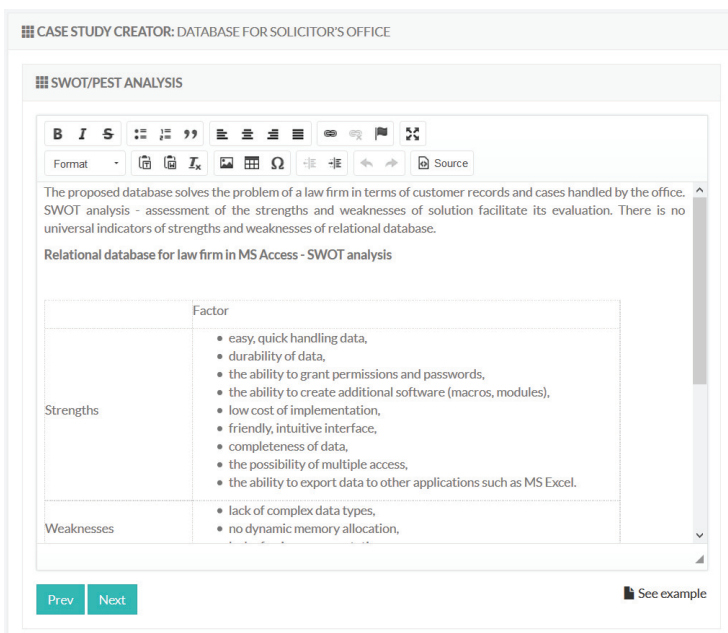 CASE STUDY CREATOR: DATABASE FOR SOLICITOR'S OFFICE
SWOT/PEST ANALYSIS
B I S
Format Source
The proposed database solves the problem of a law firm in terms of customer records and cases handled by the office.
SWOT analysis - assessment of the strengths and weaknesses of solution facilitate its evaluation. There is no
universal indicators of strengths and weaknesses of relational database.
Relational database for law firm in MS Access - SWOT analysis
Factor
Strengths
• easy, quick handling data,
• durability of data,
• the ability to grant permissions and passwords,
• the ability to create additional software (macros, modules),
• low cost of implementation,
• friendly, intuitive interface,
• completeness of data,
• the possibility of multiple access,
• the ability to export data to other applications such as MS Excel.
Weaknesses
• lack of complex data types,
• no dynamic memory allocation,
Prev Next
See example